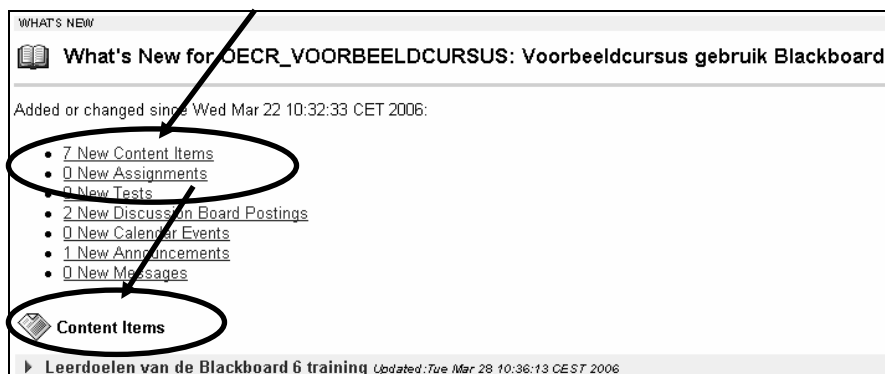 WHAT'S NEW
What's New for OECR_VOORBEELDCURSUS: Voorbeeldcursus gebruik Blackboard
Added or changed since Wed Mar 22 10:32:33 CET 2006:
7 New Content Items
0 New Assignments
0 New Tests
2 New Discussion Board Postings
0 New Calendar Events
1 New Announcements
0 New Messages
Content Items
Leerdoelen van de Blackboard 6 training Updated:Tue Mar 28 10:36:13 CEST 2006